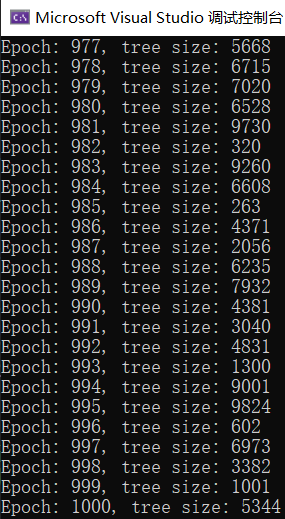 Microsoft Visual Studio 调试控制台
Epoch: 977, tree size: 5668
Epoch: 978, tree size: 6715
Epoch: 979, tree size: 7020
Epoch: 980, tree size: 6528
Epoch: 981, tree size: 9730
Epoch: 982, tree size: 320
Epoch: 983, tree size: 9260
Epoch: 984, tree size: 6608
Epoch: 985, tree size: 263
Epoch: 986, tree size: 4371
Epoch: 987, tree size: 2056
Epoch: 988, tree size: 6235
Epoch: 989, tree size: 7932
Epoch: 990, tree size: 4381
Epoch: 991, tree size: 3040
Epoch: 992, tree size: 4831
Epoch: 993, tree size: 1300
Epoch: 994, tree size: 9001
Epoch: 995, tree size: 9824
Epoch: 996, tree size: 602
Epoch: 997, tree size: 6973
Epoch: 998, tree size: 3382
Epoch: 999, tree size: 1001
Epoch: 1000, tree size: 5344